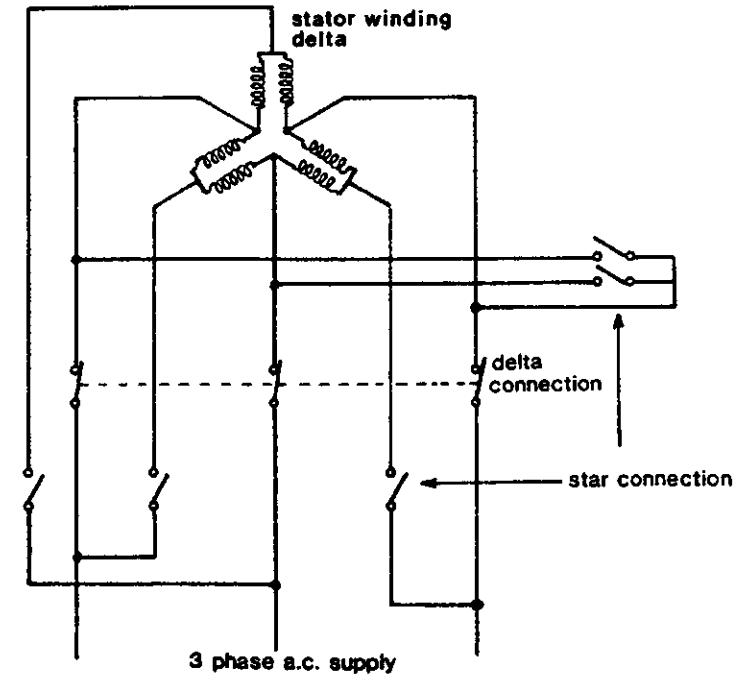 stator winding
delta
delta
connection
star connection
3 phase a.c. supply